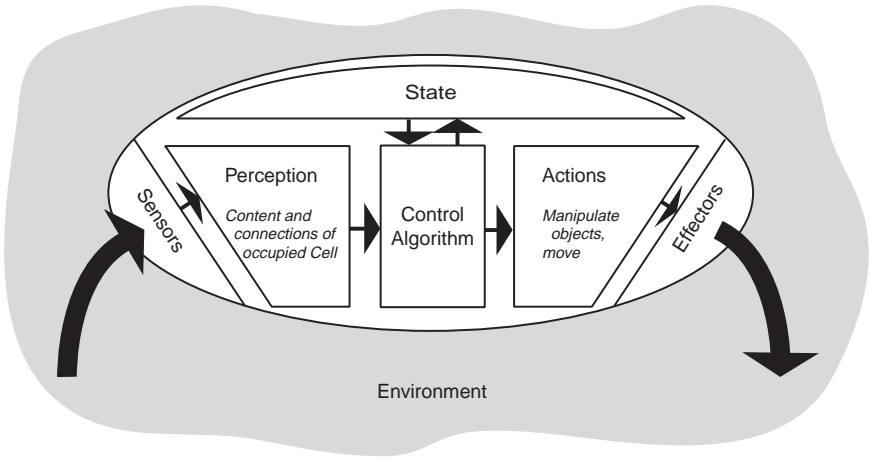 State
Sensors
Perception
Content and
connections of
occupied Cell
Control
Algorithm
Actions
Manipulate
objects,
move
Effectors
Environment